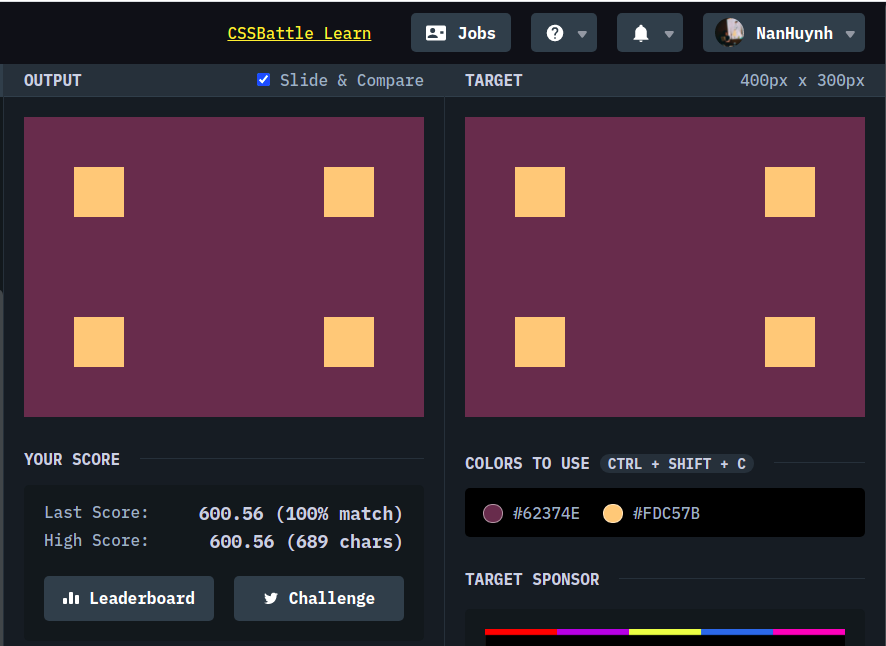 CSSBattle Learn Jobs NanHuynh
OUTPUT Slide & Compare TARGET 400px x 300px
YOUR SCORE
COLORS TO USE CTRL + SHIFT + C
Last Score: 600.56 (100% match)
#62374E #FDC57B
High Score: 600.56 (689 chars)
TARGET SPONSOR
Leaderboard Challenge